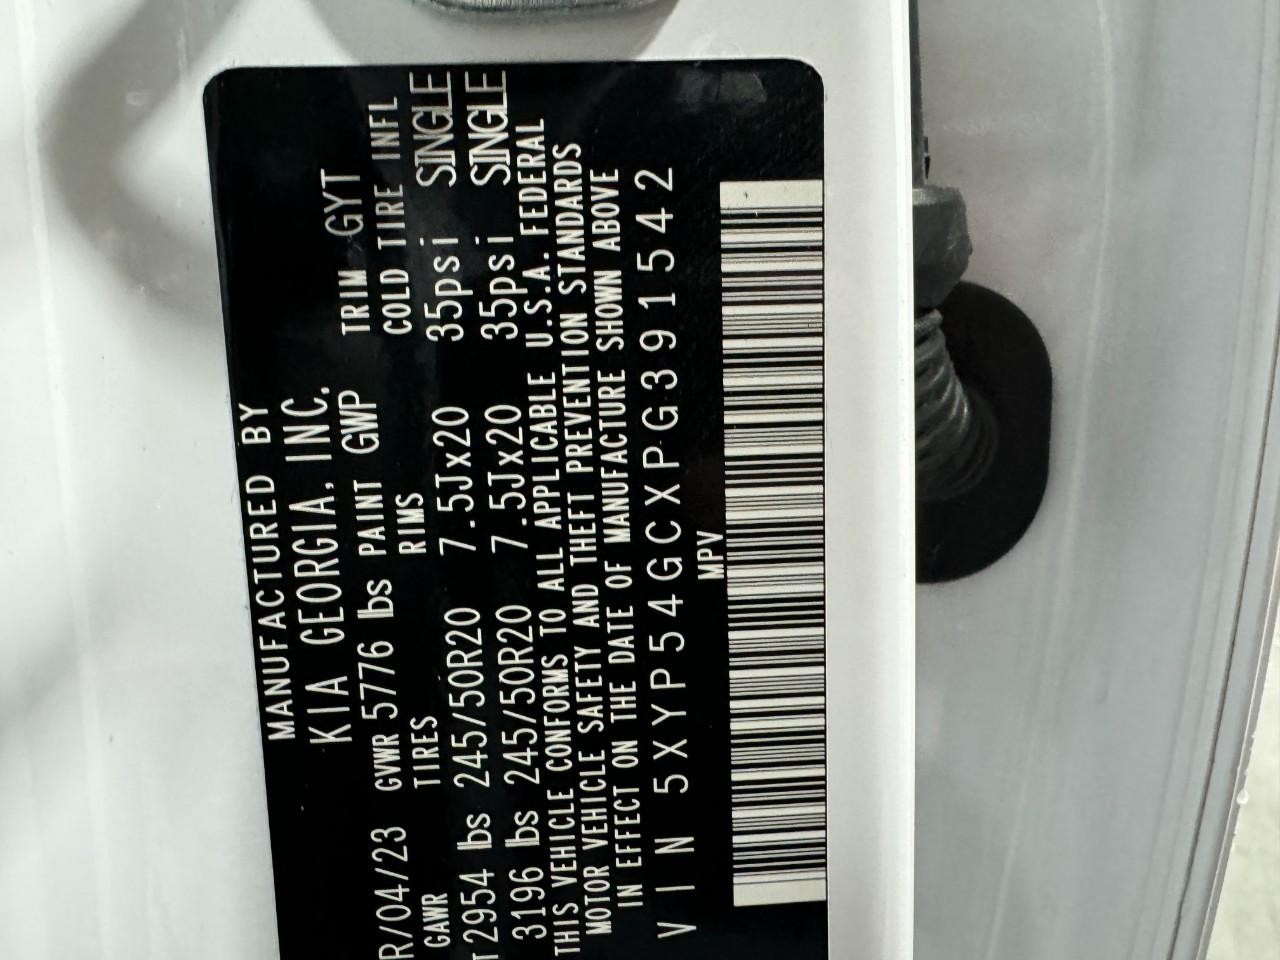 MANUFACTURED BY
KIA GEORGIA, INC.
TRIM GYT
R/04/23 GVWR 5776 lbs PAINT GWP
GAWR TIRES RIMS COLD TIRE INFL
T 2954 lbs 245/50R20 7.5Jx20 35psi SINGLE
3196 lbs 245/50R20 7.5Jx20 35psi SINGLE
THIS VEHICLE CONFORMS TO ALL APPLICABLE U.S.A. FEDERAL
MOTOR VEHICLE SAFETY AND THEFT PREVENTION STANDARDS
IN EFFECT ON THE DATE OF MANUFACTURE SHOWN ABOVE
VIN 5XYP54GCXPG391542
MPV